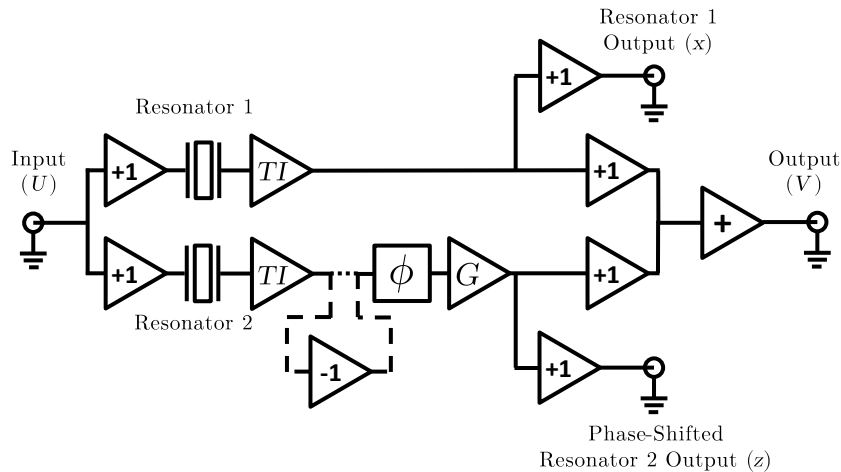 Resonator 1
Output (x)
+1
Resonator 1
Input
(U)
+1
TI
+1
Output
(V)
+
+1
TI
ϕ
G
+1
Resonator 2
-1
+1
Phase-Shifted
Resonator 2 Output (z)